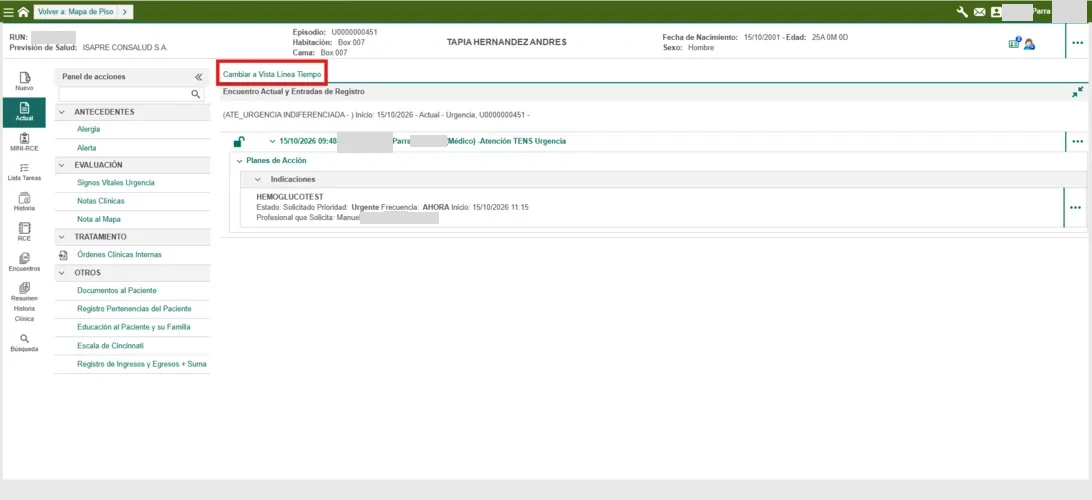 Volver a: Mapa de Piso
Parra
RUN:
Previsión de Salud: ISAPRE CONSALUD S.A.
Episodio: U0000000451
Habitación: Box 007
Cama: Box 007
TAPIA HERNANDEZ ANDRES
Fecha de Nacimiento: 15/10/2001 - Edad: 25A 0M 0D
Sexo: Hombre
Nuevo
Actual
MINI-RCE
Lista Tareas
Historia
RCE
Encuentros
Resumen
Historia
Clínica
Búsqueda
Panel de acciones
ANTECEDENTES
Alergia
Alerta
EVALUACIÓN
Signos Vitales Urgencia
Notas Clínicas
Nota al Mapa
TRATAMIENTO
Órdenes Clínicas Internas
OTROS
Documentos al Paciente
Registro Pertenencias del Paciente
Educación al Paciente y su Familia
Escala de Cincinnati
Registro de Ingresos y Egresos + Suma
Cambiar a Vista Linea Tiempo
Encuentro Actual y Entradas de Registro
(ATE_URGENCIA INDIFERENCIADA - ) Inicio: 15/10/2026 - Actual - Urgencia, U0000000451 -
15/10/2026 09:48 Parra Médico) -Atención TENS Urgencia
Planes de Acción
Indicaciones
HEMOGLUCOTEST
Estado: Solicitado Prioridad: Urgente Frecuencia: AHORA Inicio: 15/10/2026 11:15
Profesional que Solicita: Manuel